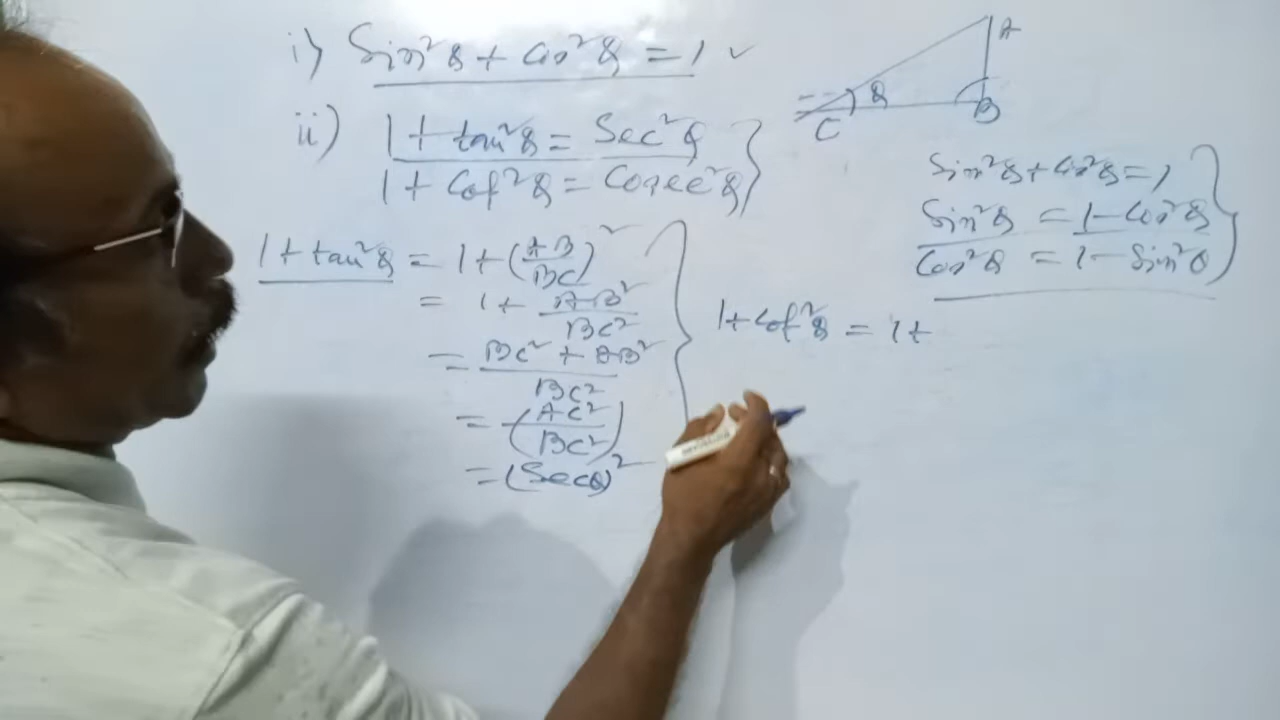 i) Sin²θ + Cos²θ = 1 ✓
ii) 1 + tan²θ = Sec²θ
1 + Cot²θ = Cosec²θ
1 + tan²θ = 1 + (AB/BC)²
= 1 + AB²/BC²
= BC² + AB²/BC²
= (AC²/BC²)
= (Secθ)²
A
θ
C
B
Sin²θ + Cos²θ = 1
Sin²θ = 1 - Cos²θ
Cos²θ = 1 - Sin²θ
1 + Cot²θ = 1 +